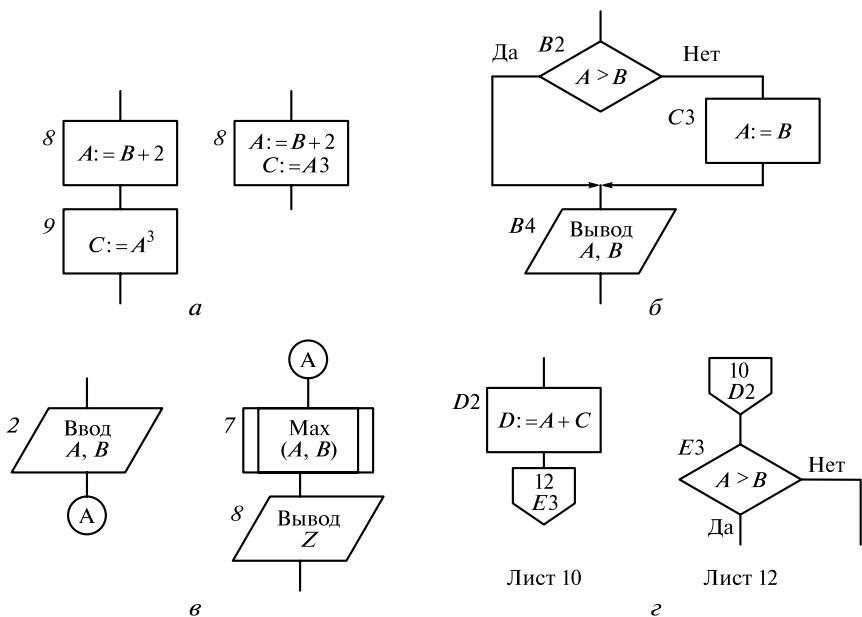 8
A:=B+2
9
C:=A³
8
A:=B+2
C:=A3
а
B2
Да
Нет
A>B
C3
A:=B
B4
Вывод
A, B
б
2
Ввод
A, B
A
A
7
Max
(A, B)
8
Вывод
Z
в
D2
D:=A+C
12
E3
Лист 10
10
D2
E3
A>B
Нет
Да
Лист 12
г